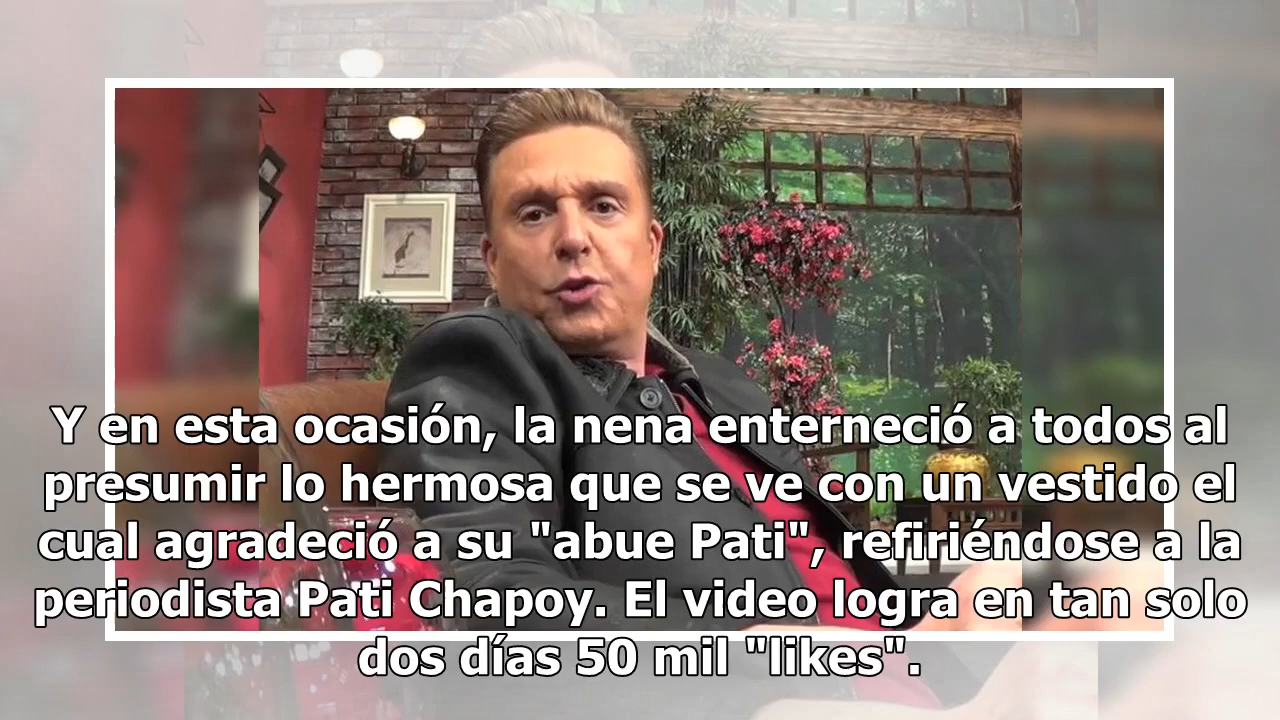 Y en esta ocasión, la nena enterneció a todos al
presumir lo hermosa que se ve con un vestido el
cual agradeció a su "abue Pati", refiriéndose a la
periodista Pati Chapoy. El video logra en tan solo
dos días 50 mil "likes".